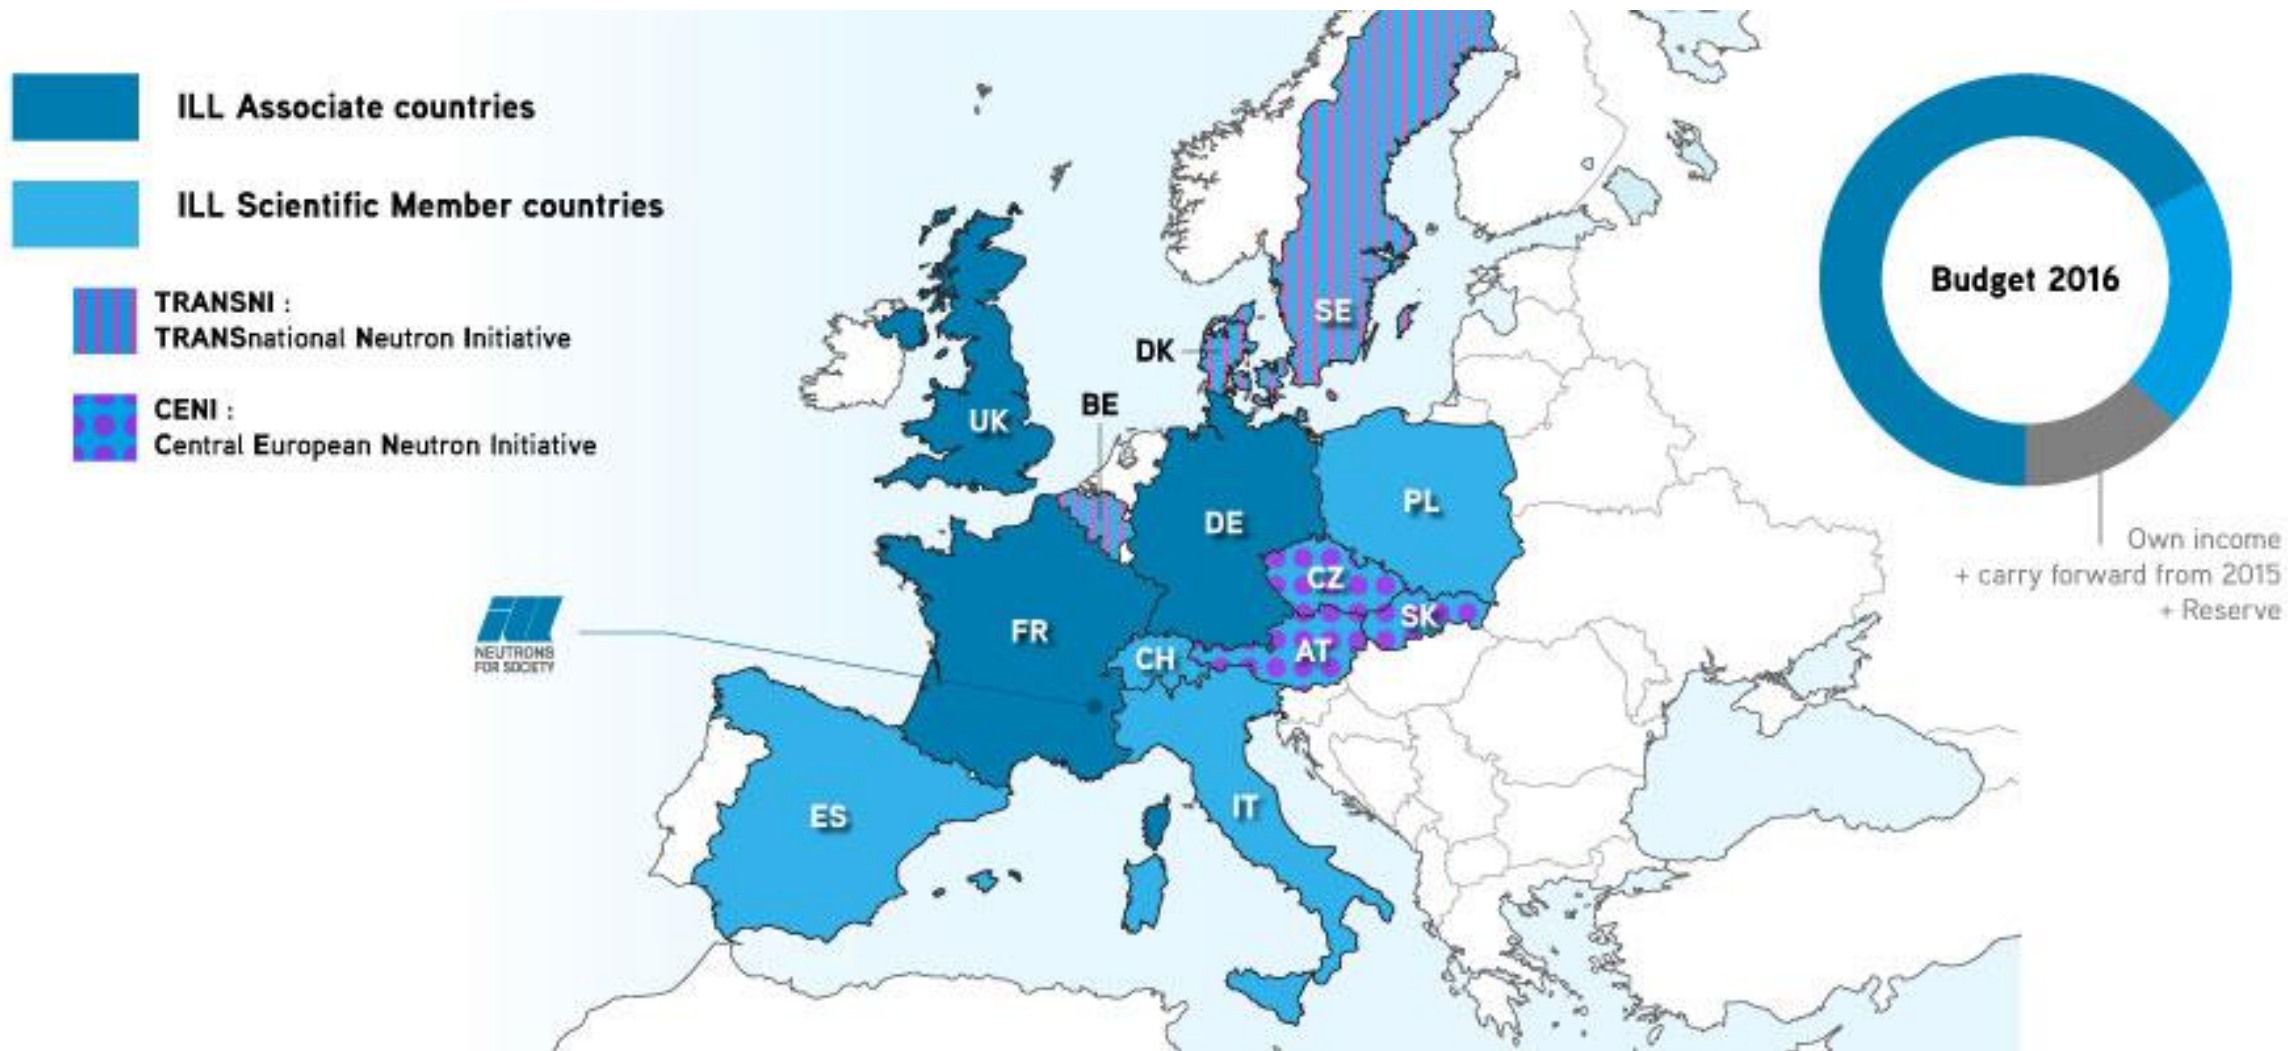 ILL Associate countries
ILL Scientific Member countries
TRANSNI :
TRANSnational Neutron Initiative
CENI :
Central European Neutron Initiative
SE
DK
BE
UK
PL
DE
CZ
SK
FR
AT
CH
ill
NEUTRONS
FOR SOCIETY
ES
IT
Budget 2016
Own income
+ carry forward from 2015
+ Reserve